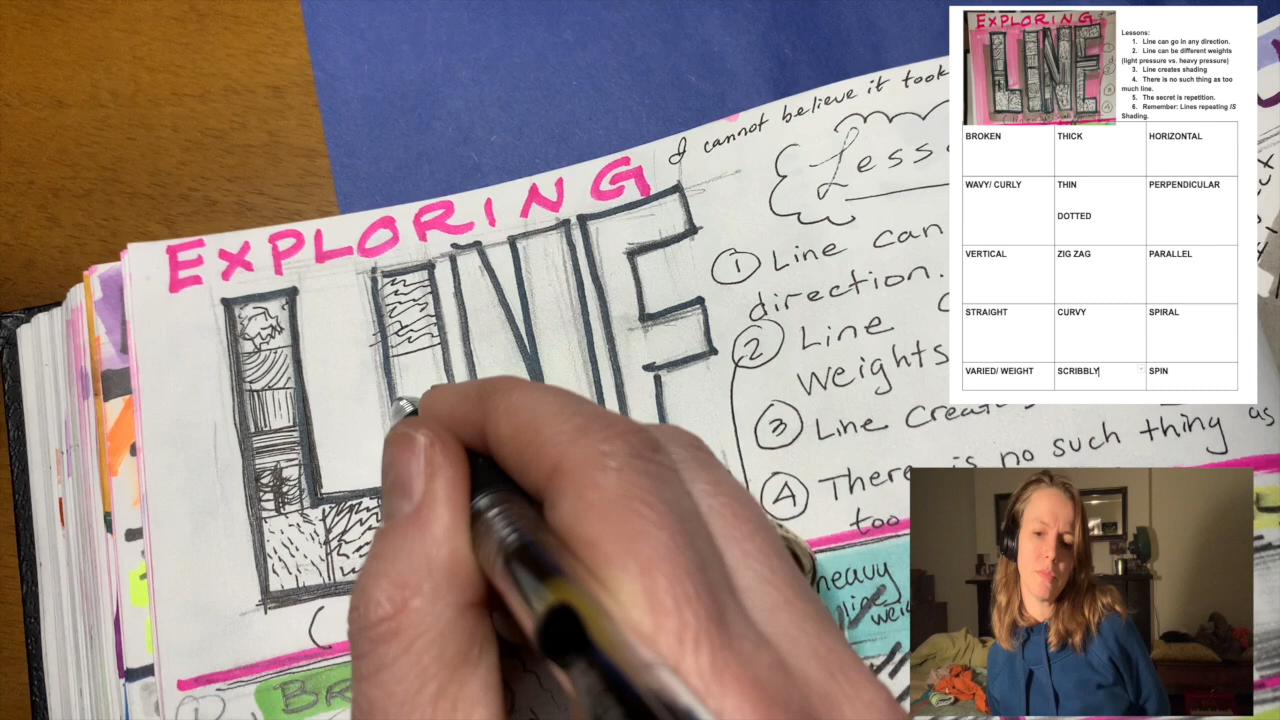 EXPLORING
LINE
I cannot believe it took
Less
① Line can
direction.
② Line
weights
③ Line creates
④ There is no such thing as
too
heavy
line
weig
BR
EXPLORING
LINE
Lessons:
1. Line can go in any direction.
2. Line can be different weights
(light pressure vs. heavy pressure)
3. Line creates shading
4. There is no such thing as too
much line.
5. The secret is repetition.
6. Remember: Lines repeating IS
Shading.
BROKEN THICK HORIZONTAL
WAVY/ CURLY THIN PERPENDICULAR
DOTTED
VERTICAL ZIG ZAG PARALLEL
STRAIGHT CURVY SPIRAL
VARIED/ WEIGHT SCRIBBLY SPIN